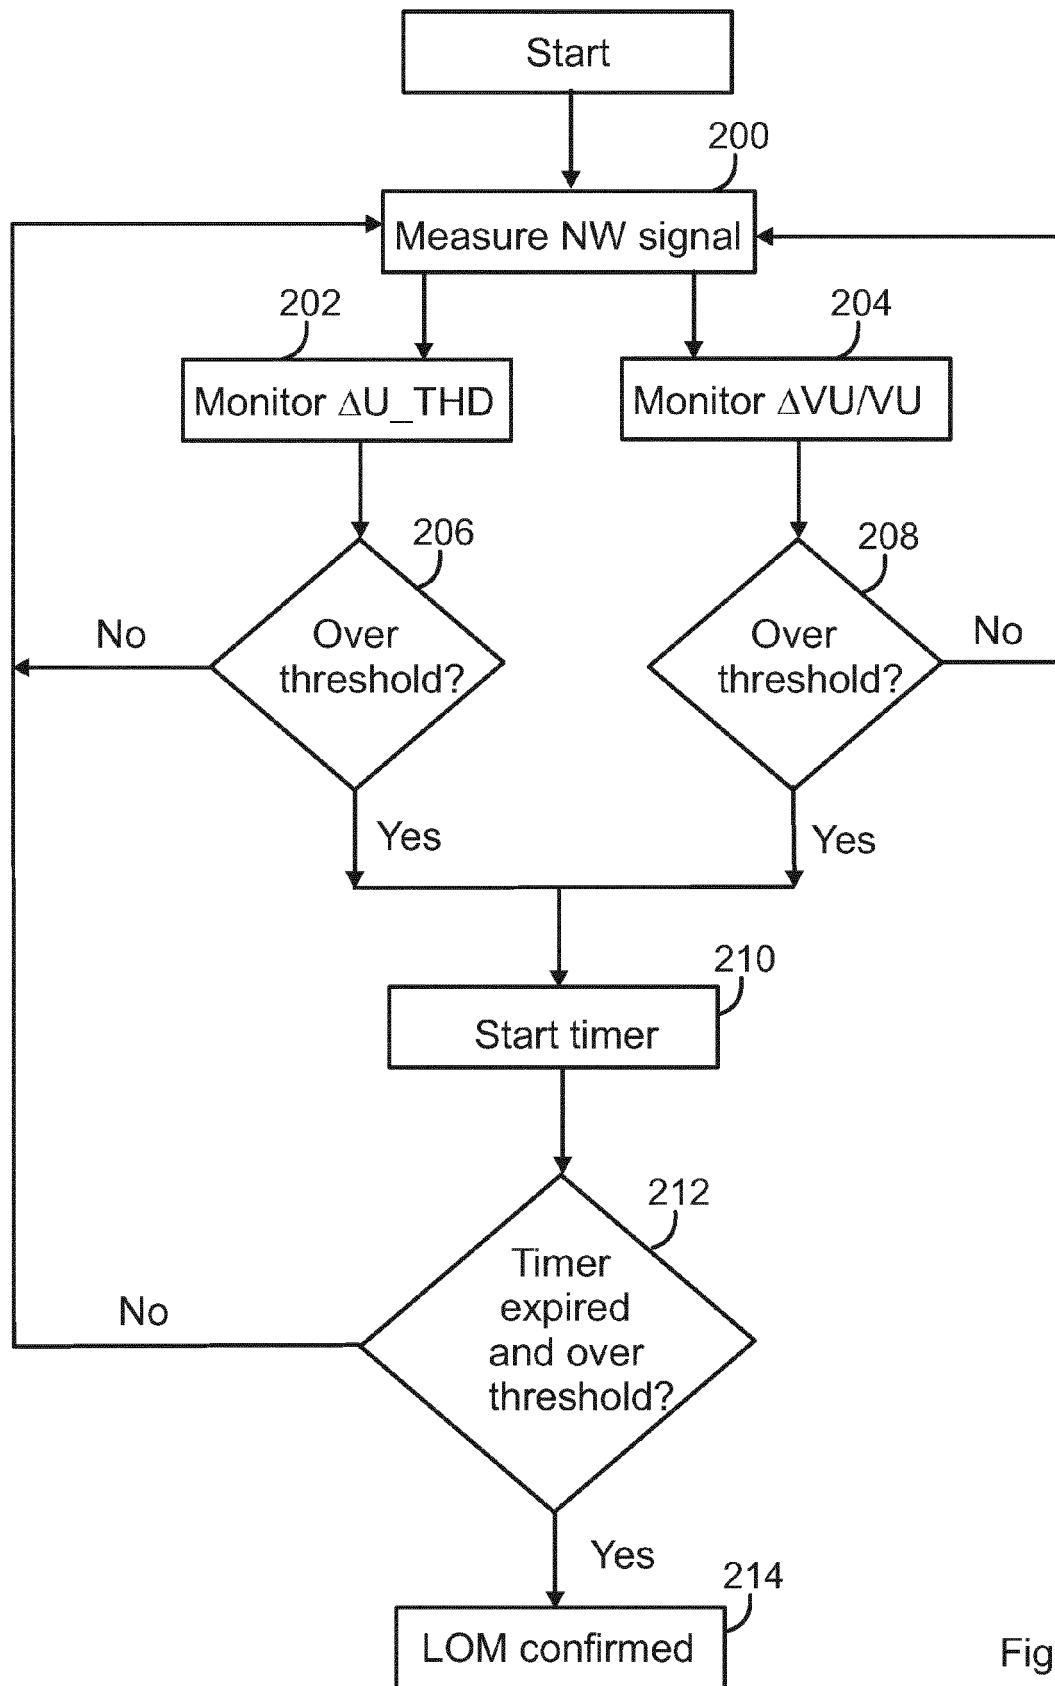 Start
200
Measure NW signal
202
204
Monitor ΔU_THD
Monitor ΔVU/VU
206
208
No
Over
threshold?
Over
threshold?
No
Yes
Yes
210
Start timer
212
Timer
expired
and over
threshold?
No
Yes
214
LOM confirmed
Fig